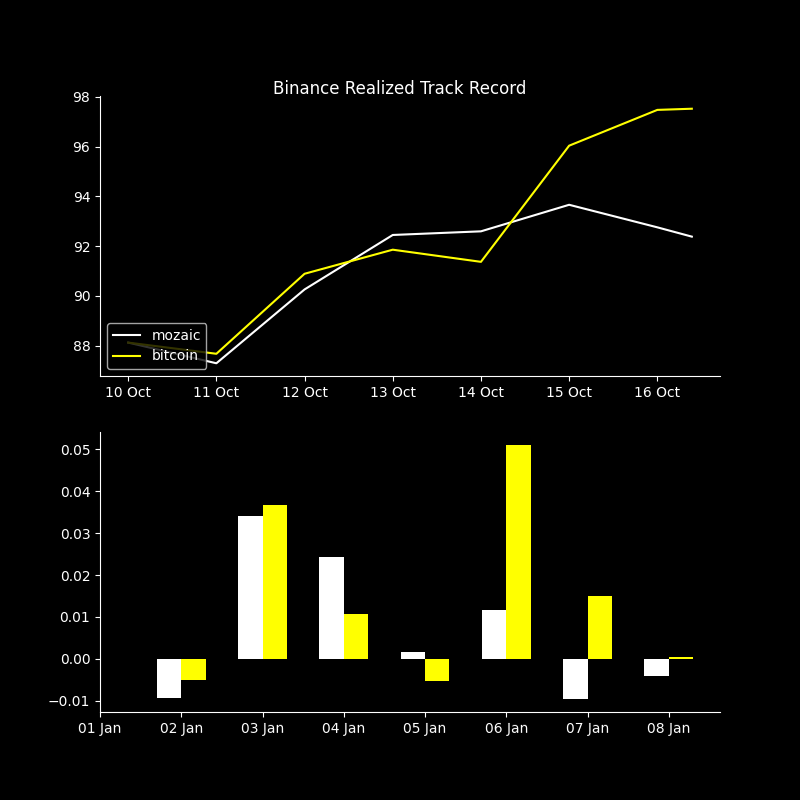 Binance Realized Track Record
98
96
94
92
90
88
mozaic
bitcoin
10 Oct 11 Oct 12 Oct 13 Oct 14 Oct 15 Oct 16 Oct
0.05
0.04
0.03
0.02
0.01
0.00
−0.01
01 Jan 02 Jan 03 Jan 04 Jan 05 Jan 06 Jan 07 Jan 08 Jan